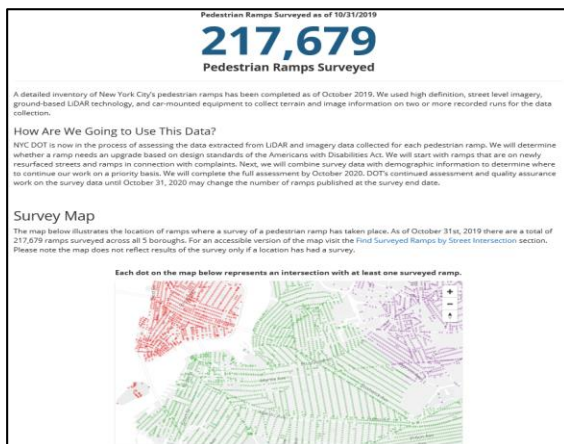 Pedestrian Ramps Surveyed as of 10/31/2019
217,679
Pedestrian Ramps Surveyed
A detailed inventory of New York City's pedestrian ramps has been completed as of October 2019. We used high definition, street level imagery,
ground-based LiDAR technology, and car-mounted equipment to collect terrain and image information on two or more recorded runs for the data
collection.
How Are We Going to Use This Data?
NYC DOT is now in the process of assessing the data extracted from LiDAR and imagery data collected for each pedestrian ramp. We will determine
whether a ramp needs an upgrade based on design standards of the Americans with Disabilities Act. We will start with ramps that are on newly
resurfaced streets and ramps in connection with complaints. Next, we will combine survey data with demographic information to determine where
to continue our work on a priority basis. We will complete the full assessment by October 2020. DOT's continued assessment and quality assurance
work on the survey data until October 31, 2020 may change the number of ramps published at the survey end date.
Survey Map
The map below illustrates the location of ramps where a survey of a pedestrian ramp has taken place. As of October 31st, 2019 there are a total of
217,679 ramps surveyed across all 5 boroughs. For an accessible version of the map visit the Find Surveyed Ramps by Street Intersection section.
Please note the map does not reflect results of the survey only if a location has had a survey.
Each dot on the map below represents an intersection with at least one surveyed ramp.